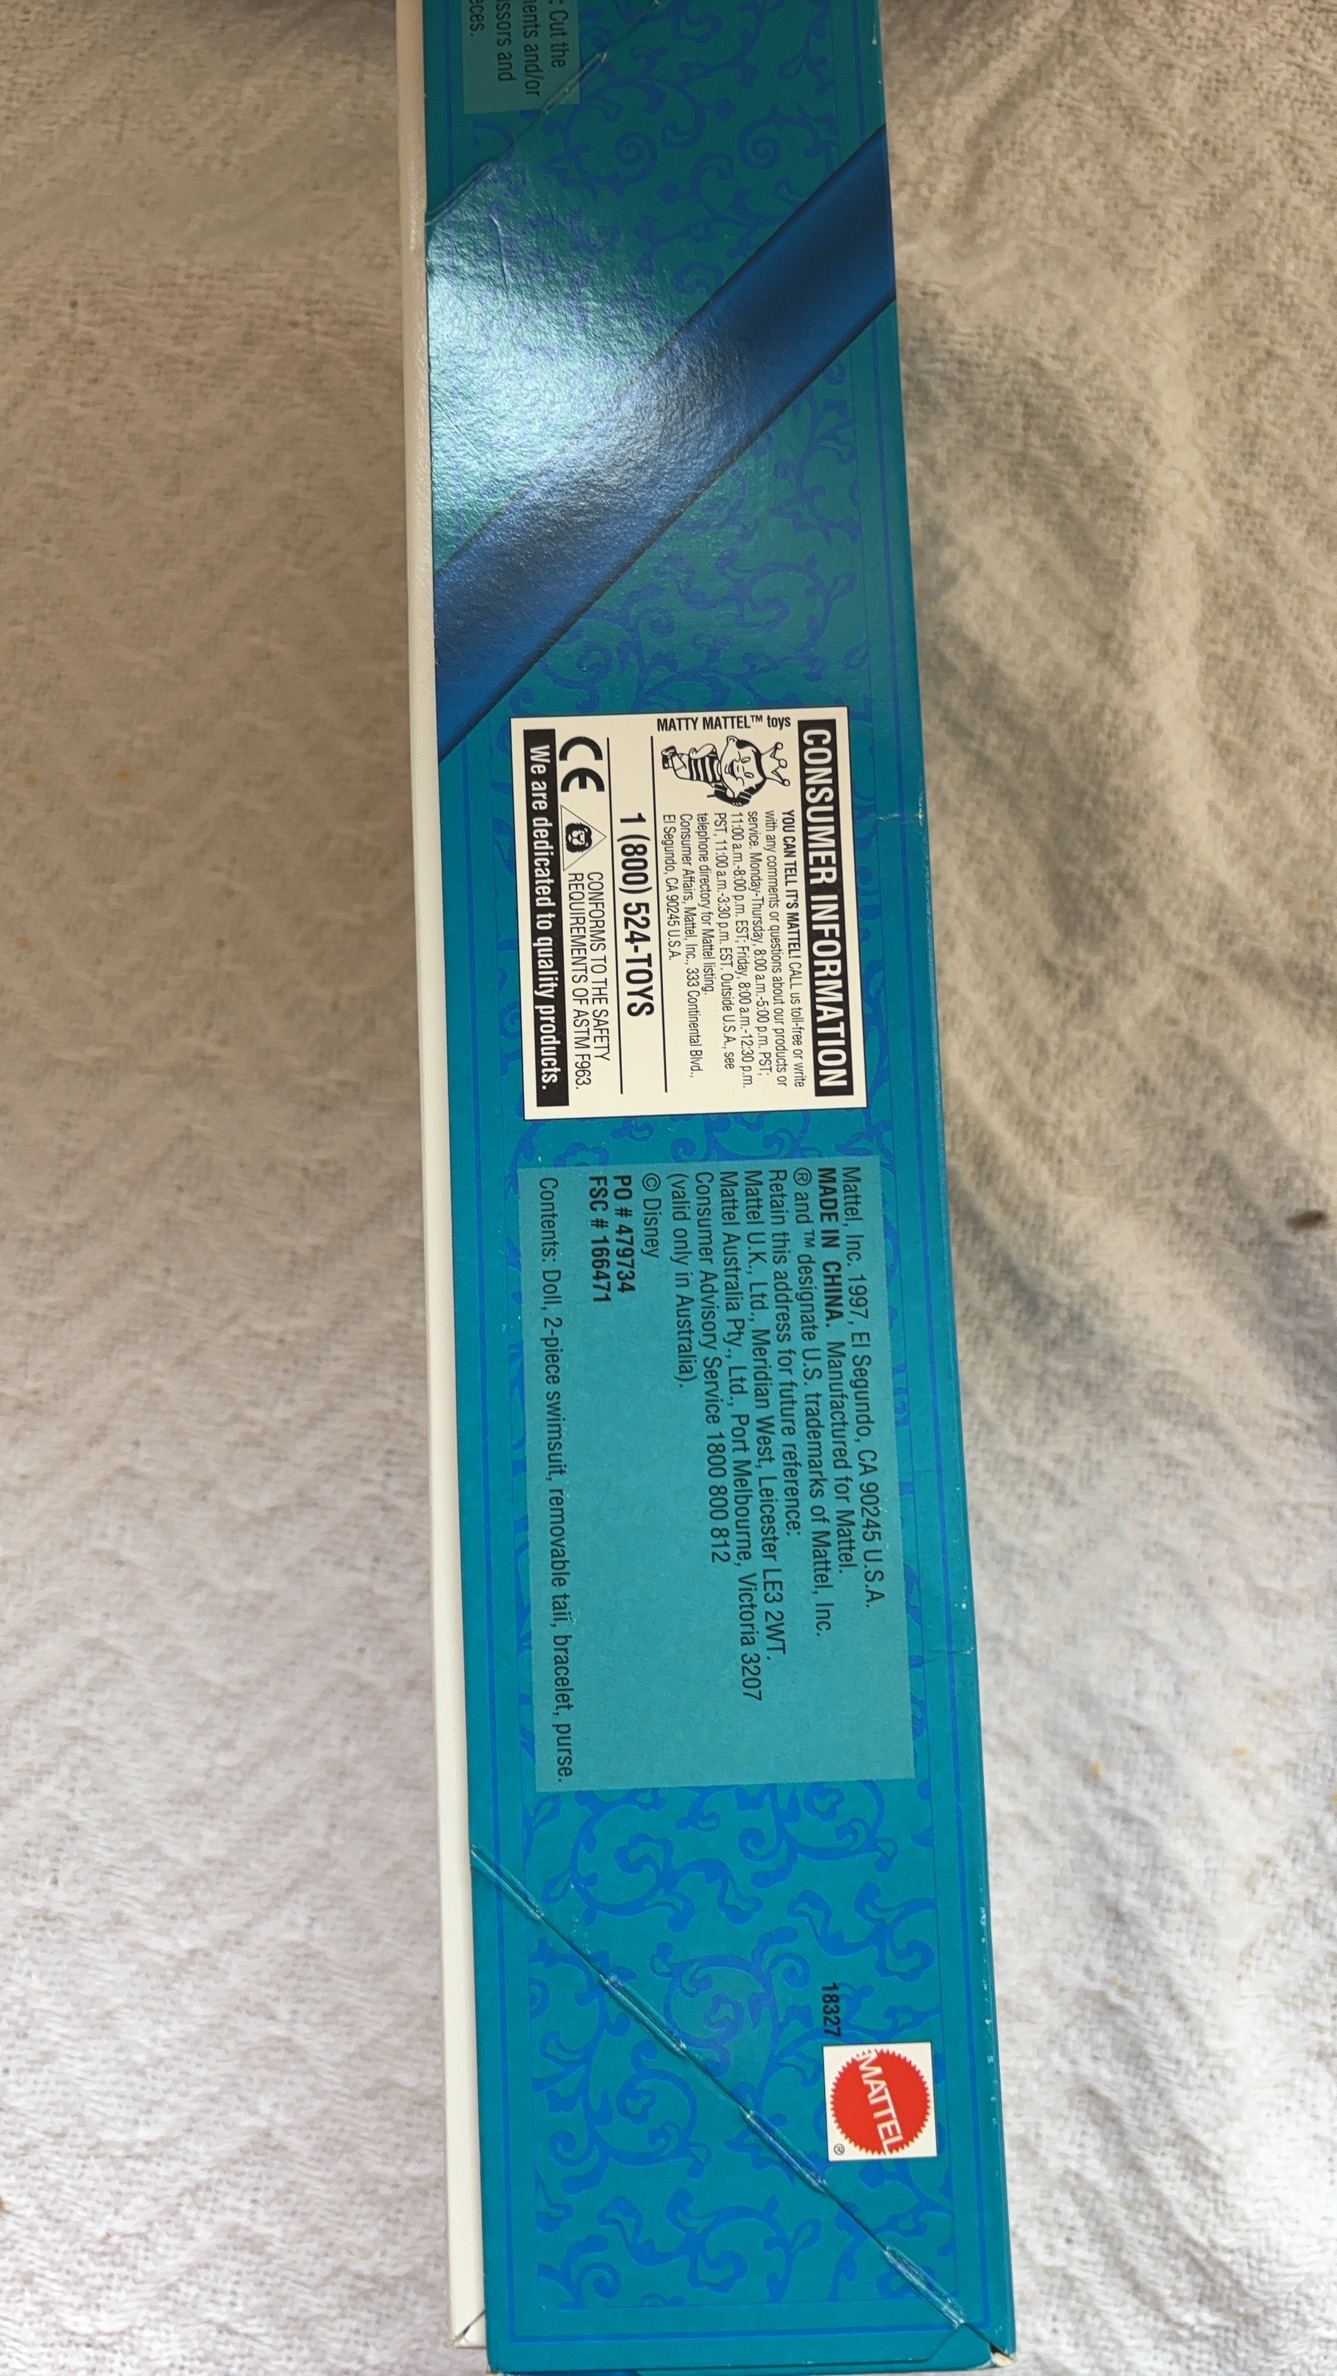 : Cut the
ents and/or
ssors and
eces.
CONSUMER INFORMATION
MATTY MATTEL™ toys
YOU CAN TELL IT'S MATTEL! CALL us toll-free or write
with any comments or questions about our products or
service. Monday-Thursday, 8:00 a.m.-5:00 p.m. PST;
11:00 a.m.-8:00 p.m. EST; Friday, 8:00 a.m.-12:30 p.m.
PST, 11:00 a.m.-3:30 p.m. EST. Outside U.S.A., see
telephone directory for Mattel listing.
Consumer Affairs, Mattel, Inc., 333 Continental Blvd.,
El Segundo, CA 90245 U.S.A.
1 (800) 524-TOYS
CE
CONFORMS TO THE SAFETY
REQUIREMENTS OF ASTM F963.
We are dedicated to quality products.
Mattel, Inc. 1997, El Segundo, CA 90245 U.S.A.
MADE IN CHINA. Manufactured for Mattel.
® and ™ designate U.S. trademarks of Mattel, Inc.
Retain this address for future reference:
Mattel U.K., Ltd., Meridian West, Leicester LE3 2WT.
Mattel Australia Pty., Ltd., Port Melbourne, Victoria 3207
Consumer Advisory Service 1800 800 812
(valid only in Australia).
© Disney
PO # 479734
FSC # 166471
Contents: Doll, 2-piece swimsuit, removable tail, bracelet, purse.
18327
MATTEL®